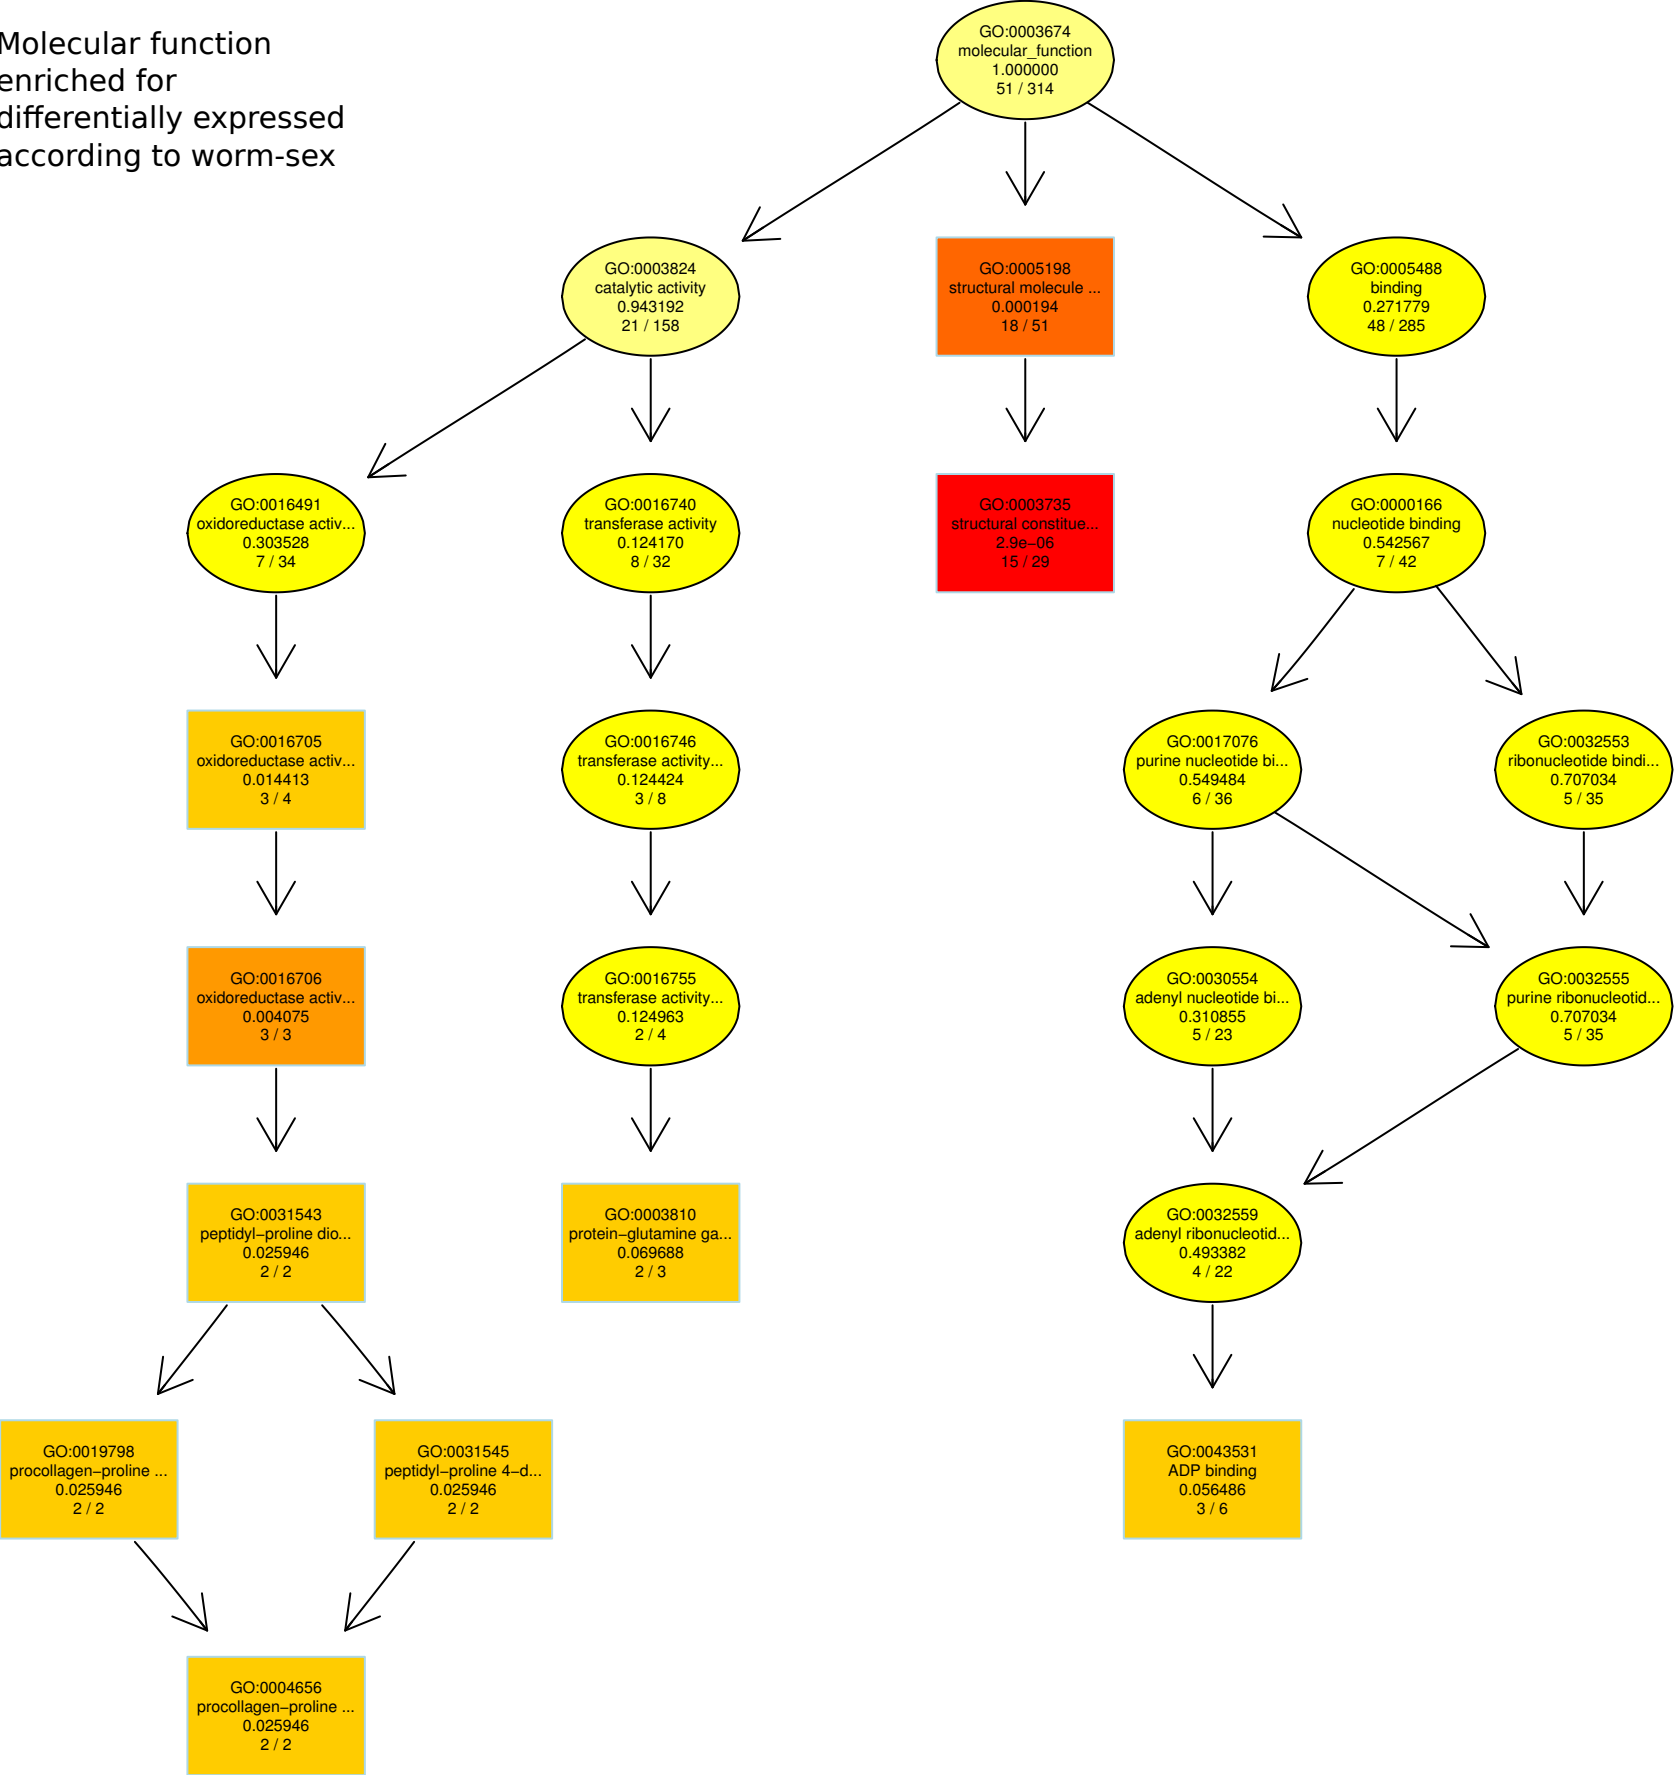 Molecular function
enriched for
differentially expressed
according to worm-sex
GO:0003674
molecular_function
1.000000
51 / 314
GO:0003824
catalytic activity
0.943192
21 / 158
GO:0005198
structural molecule ...
0.000194
18 / 51
GO:0005488
binding
0.271779
48 / 285
GO:0016491
oxidoreductase activ...
0.303528
7 / 34
GO:0016740
transferase activity
0.124170
8 / 32
GO:0003735
structural constitue...
2.9e−06
15 / 29
GO:0000166
nucleotide binding
0.542567
7 / 42
GO:0016705
oxidoreductase activ...
0.014413
3 / 4
GO:0016746
transferase activity...
0.124424
3 / 8
GO:0017076
purine nucleotide bi...
0.549484
6 / 36
GO:0032553
ribonucleotide bindi...
0.707034
5 / 35
GO:0016706
oxidoreductase activ...
0.004075
3 / 3
GO:0016755
transferase activity...
0.124963
2 / 4
GO:0030554
adenyl nucleotide bi...
0.310855
5 / 23
GO:0032555
purine ribonucleotid...
0.707034
5 / 35
GO:0031543
peptidyl−proline dio...
0.025946
2 / 2
GO:0003810
protein−glutamine ga...
0.069688
2 / 3
GO:0032559
adenyl ribonucleotid...
0.493382
4 / 22
GO:0019798
procollagen−proline ...
0.025946
2 / 2
GO:0031545
peptidyl−proline 4−d...
0.025946
2 / 2
GO:0043531
ADP binding
0.056486
3 / 6
GO:0004656
procollagen−proline ...
0.025946
2 / 2